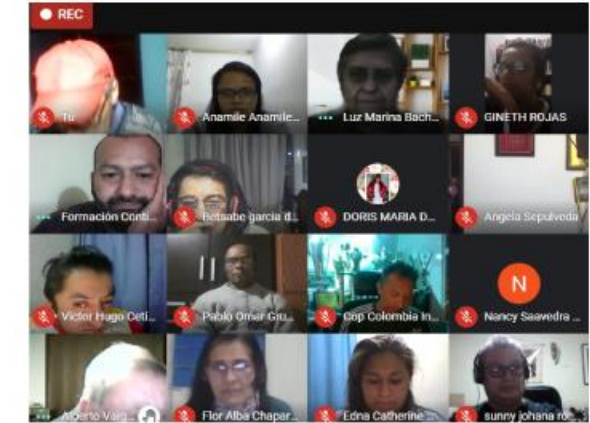 REC
Tu
Anamile Anamile...
Luz Marina Bach...
GINETH ROJAS
Formación Conti...
Betsabe garcia d...
DORIS MARIA D...
Angela Sepulveda
Victor Hugo Ceti...
Pablo Omar Gru...
Cop Colombia In...
N
Nancy Saavedra ...
Alberto Varg...
Flor Alba Chapar...
Edna Catherine ...
sunny johana ro...